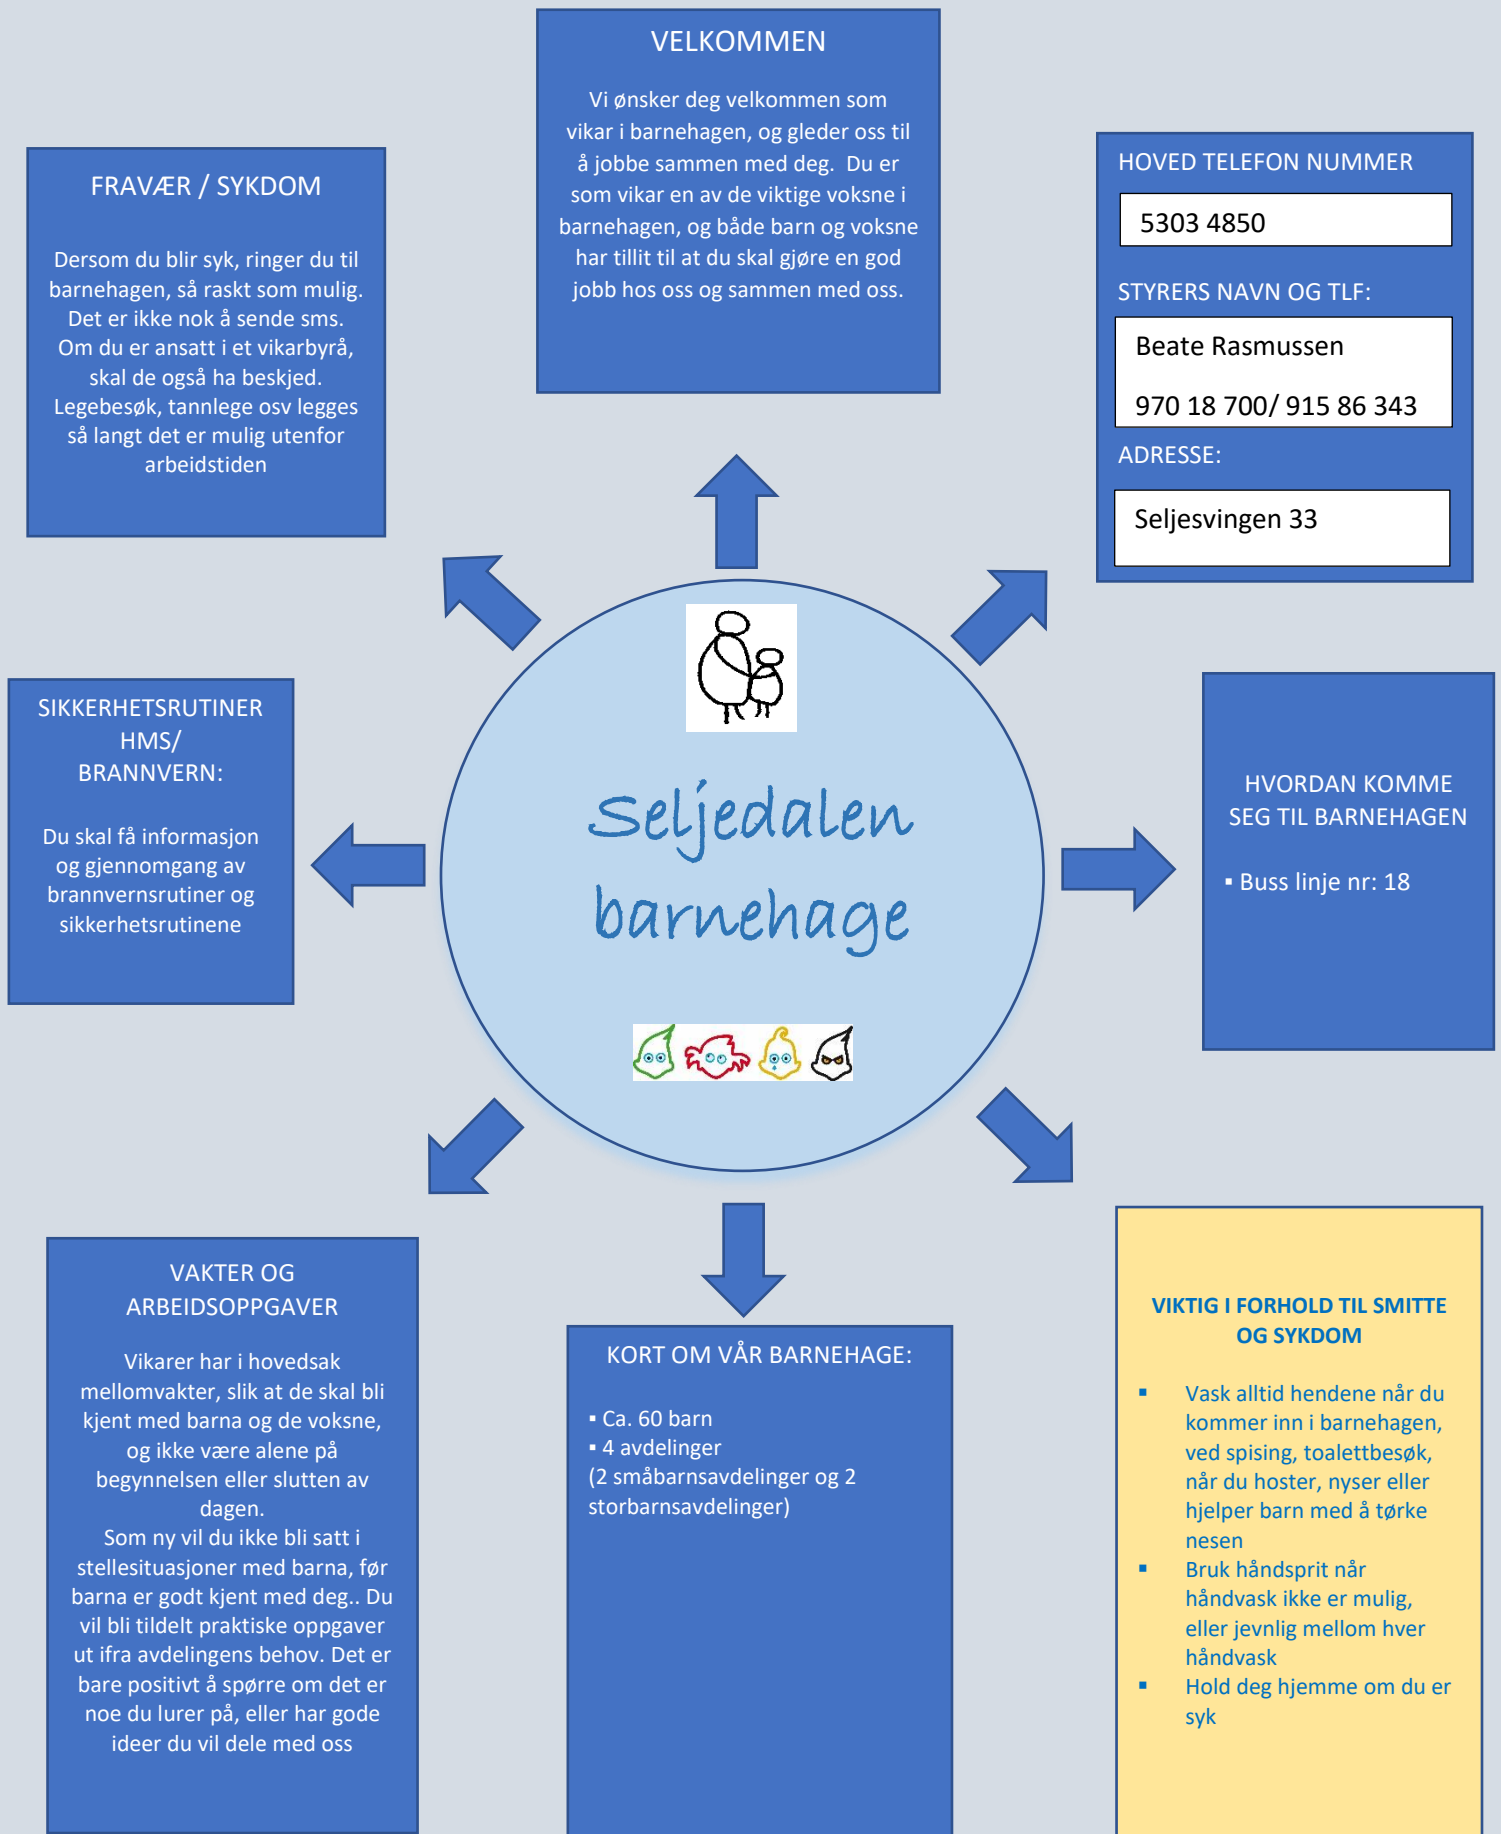 VELKOMMEN
Vi ønsker deg velkommen som
vikar i barnehagen, og gleder oss til
å jobbe sammen med deg.  Du er
som vikar en av de viktige voksne i
barnehagen, og både barn og voksne
har tillit til at du skal gjøre en god
jobb hos oss og sammen med oss.
FRAVÆR / SYKDOM
Dersom du blir syk, ringer du til
barnehagen, så raskt som mulig.
Det er ikke nok å sende sms.
Om du er ansatt i et vikarbyrå,
skal de også ha beskjed.
Legebesøk, tannlege osv legges
så langt det er mulig utenfor
arbeidstiden
HOVED TELEFON NUMMER
5303 4850
STYRERS NAVN OG TLF:
Beate Rasmussen
970 18 700/ 915 86 343
ADRESSE:
Seljesvingen 33
SIKKERHETSRUTINER
HMS/
BRANNVERN:
Du skal få informasjon
og gjennomgang av
brannvernsrutiner og
sikkerhetsrutinene
Seljedalen
barnehage
HVORDAN KOMME
SEG TIL BARNEHAGEN
▪ Buss linje nr: 18
VAKTER OG
ARBEIDSOPPGAVER
Vikarer har i hovedsak
mellomvakter, slik at de skal bli
kjent med barna og de voksne,
og ikke være alene på
begynnelsen eller slutten av
dagen.
Som ny vil du ikke bli satt i
stellesituasjoner med barna, før
barna er godt kjent med deg.. Du
vil bli tildelt praktiske oppgaver
ut ifra avdelingens behov. Det er
bare positivt å spørre om det er
noe du lurer på, eller har gode
ideer du vil dele med oss
KORT OM VÅR BARNEHAGE:
▪ Ca. 60 barn
▪ 4 avdelinger
(2 småbarnsavdelinger og 2
storbarnsavdelinger)
VIKTIG I FORHOLD TIL SMITTE
OG SYKDOM
▪ Vask alltid hendene når du
kommer inn i barnehagen,
ved spising, toalettbesøk,
når du hoster, nyser eller
hjelper barn med å tørke
nesen
▪ Bruk håndsprit når
håndvask ikke er mulig,
eller jevnlig mellom hver
håndvask
▪ Hold deg hjemme om du er
syk